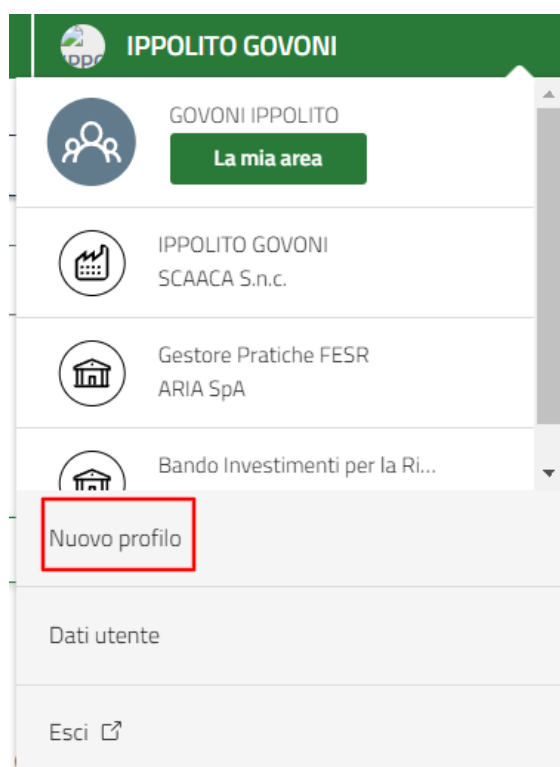 IPPOLITO GOVONI
GOVONI IPPOLITO
La mia area
IPPOLITO GOVONI
SCAACA S.n.c.
Gestore Pratiche FESR
ARIA SpA
Bando Investimenti per la Ri...
Nuovo profilo
Dati utente
Esci